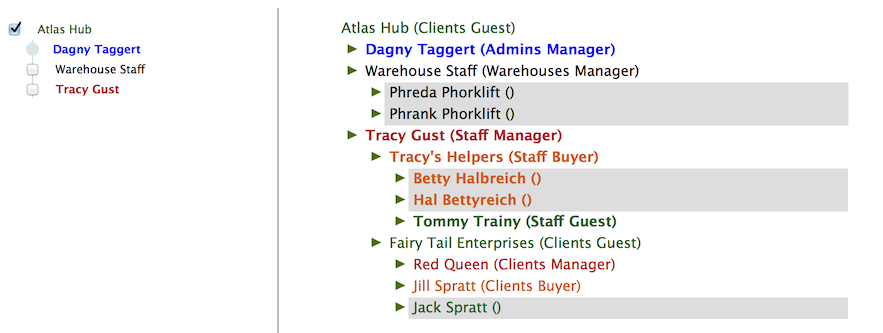 Atlas Hub
Dagny Taggert
Warehouse Staff
Tracy Gust
Atlas Hub (Clients Guest)
Dagny Taggert (Admins Manager)
Warehouse Staff (Warehouses Manager)
Phreda Phorklift ()
Phrank Phorklift ()
Tracy Gust (Staff Manager)
Tracy's Helpers (Staff Buyer)
Betty Halbreich ()
Hal Bettyreich ()
Tommy Trainy (Staff Guest)
Fairy Tail Enterprises (Clients Guest)
Red Queen (Clients Manager)
Jill Spratt (Clients Buyer)
Jack Spratt ()